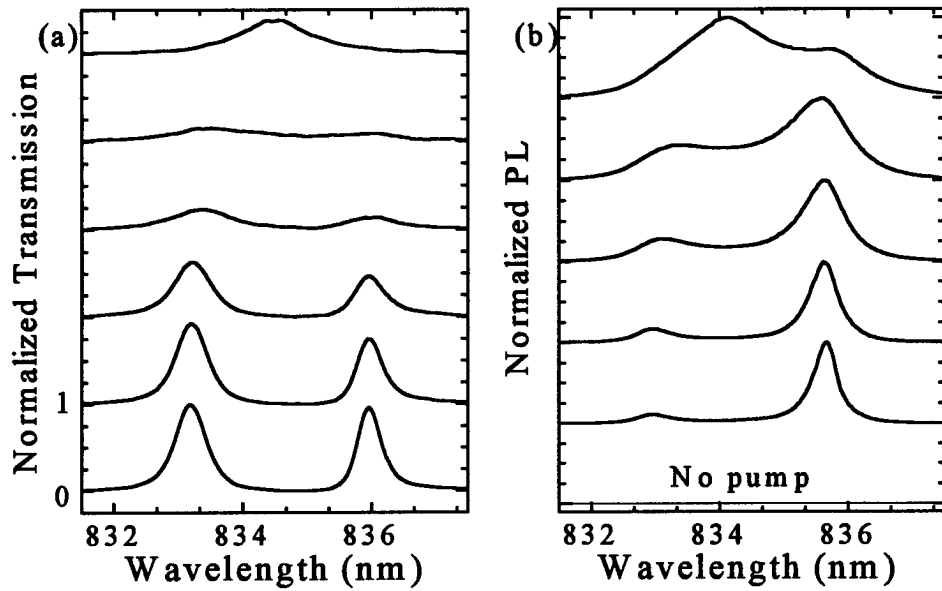 (a)
Normalized Transmission
1
0
832
834
836
Wavelength (nm)
(b)
Normalized PL
No pump
832
834
836
Wavelength (nm)